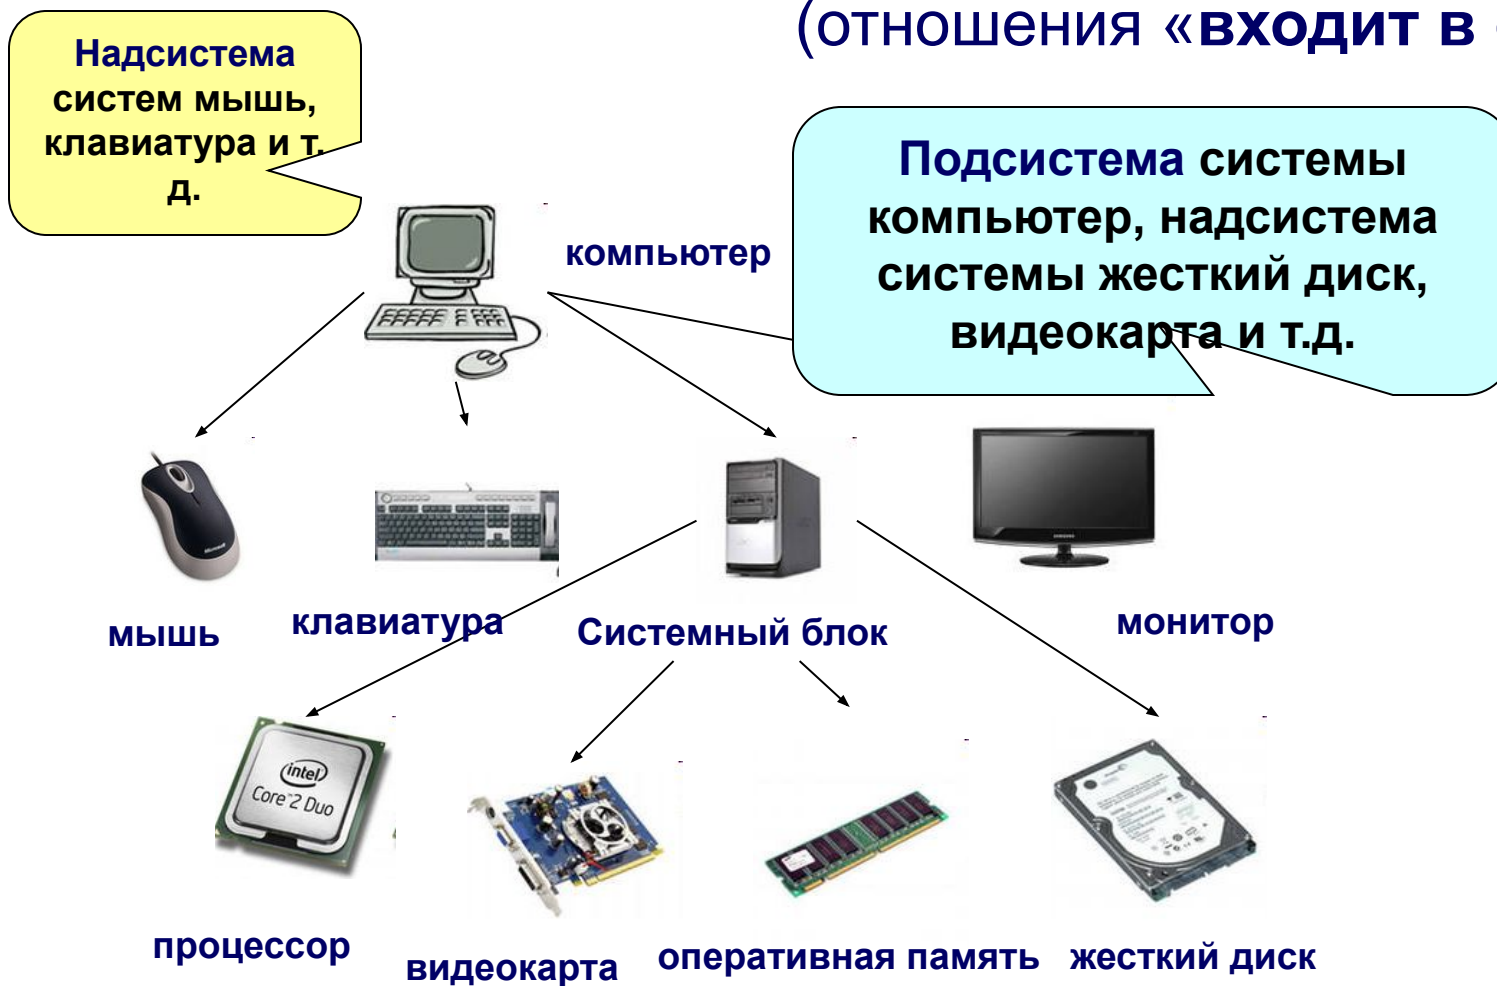 (отношения «входит в
Надсистема
систем мышь,
клавиатура и т.
д.
Подсистема системы
компьютер, надсистема
системы жесткий диск,
видеокарта и т.д.
компьютер
мышь
клавиатура
Системный блок
монитор
intel
Core 2 Duo
процессор
видеокарта
оперативная память
жесткий диск